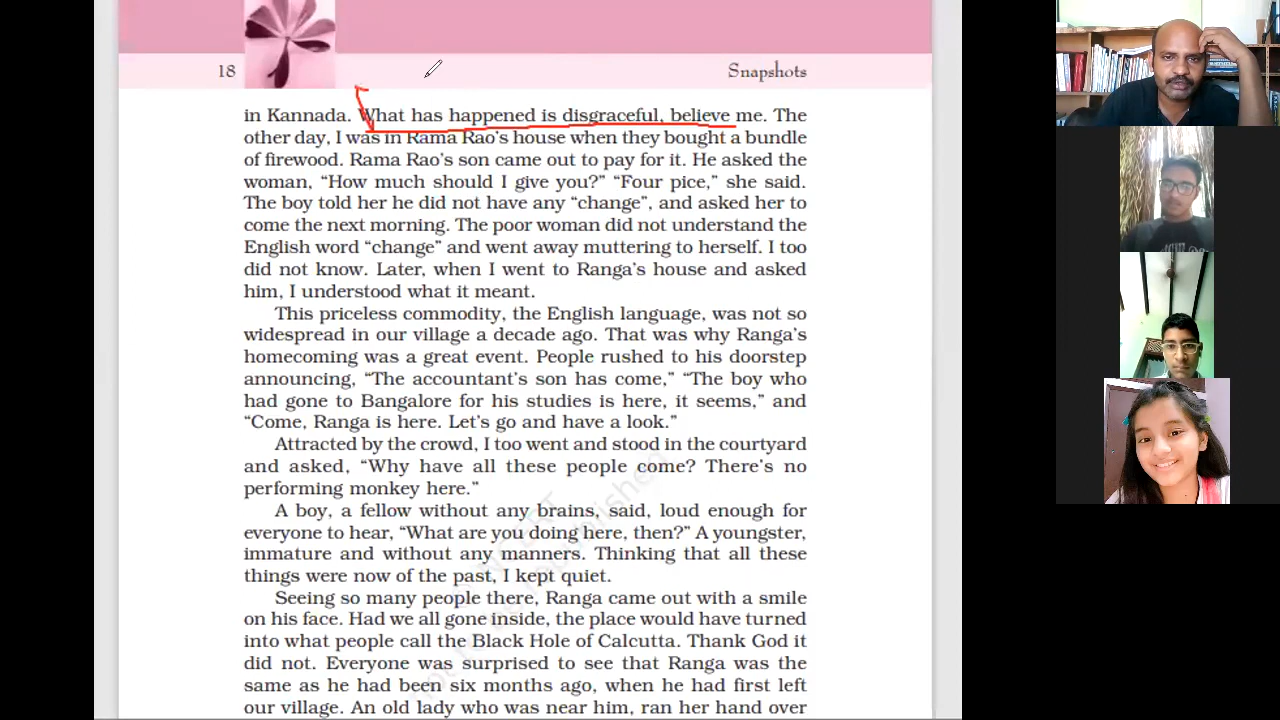 18
Snapshots
in Kannada. What has happened is disgraceful, believe me. The
other day, I was in Rama Rao's house when they bought a bundle
of firewood. Rama Rao's son came out to pay for it. He asked the
woman, “How much should I give you?” “Four pice,” she said.
The boy told her he did not have any “change”, and asked her to
come the next morning. The poor woman did not understand the
English word “change” and went away muttering to herself. I too
did not know. Later, when I went to Ranga's house and asked
him, I understood what it meant.
This priceless commodity, the English language, was not so
widespread in our village a decade ago. That was why Ranga's
homecoming was a great event. People rushed to his doorstep
announcing, “The accountant's son has come,” “The boy who
had gone to Bangalore for his studies is here, it seems,” and
“Come, Ranga is here. Let's go and have a look.”
Attracted by the crowd, I too went and stood in the courtyard
and asked, “Why have all these people come? There's no
performing monkey here.”
A boy, a fellow without any brains, said, loud enough for
everyone to hear, “What are you doing here, then?” A youngster,
immature and without any manners. Thinking that all these
things were now of the past, I kept quiet.
Seeing so many people there, Ranga came out with a smile
on his face. Had we all gone inside, the place would have turned
into what people call the Black Hole of Calcutta. Thank God it
did not. Everyone was surprised to see that Ranga was the
same as he had been six months ago, when he had first left
our village. An old lady who was near him, ran her hand over